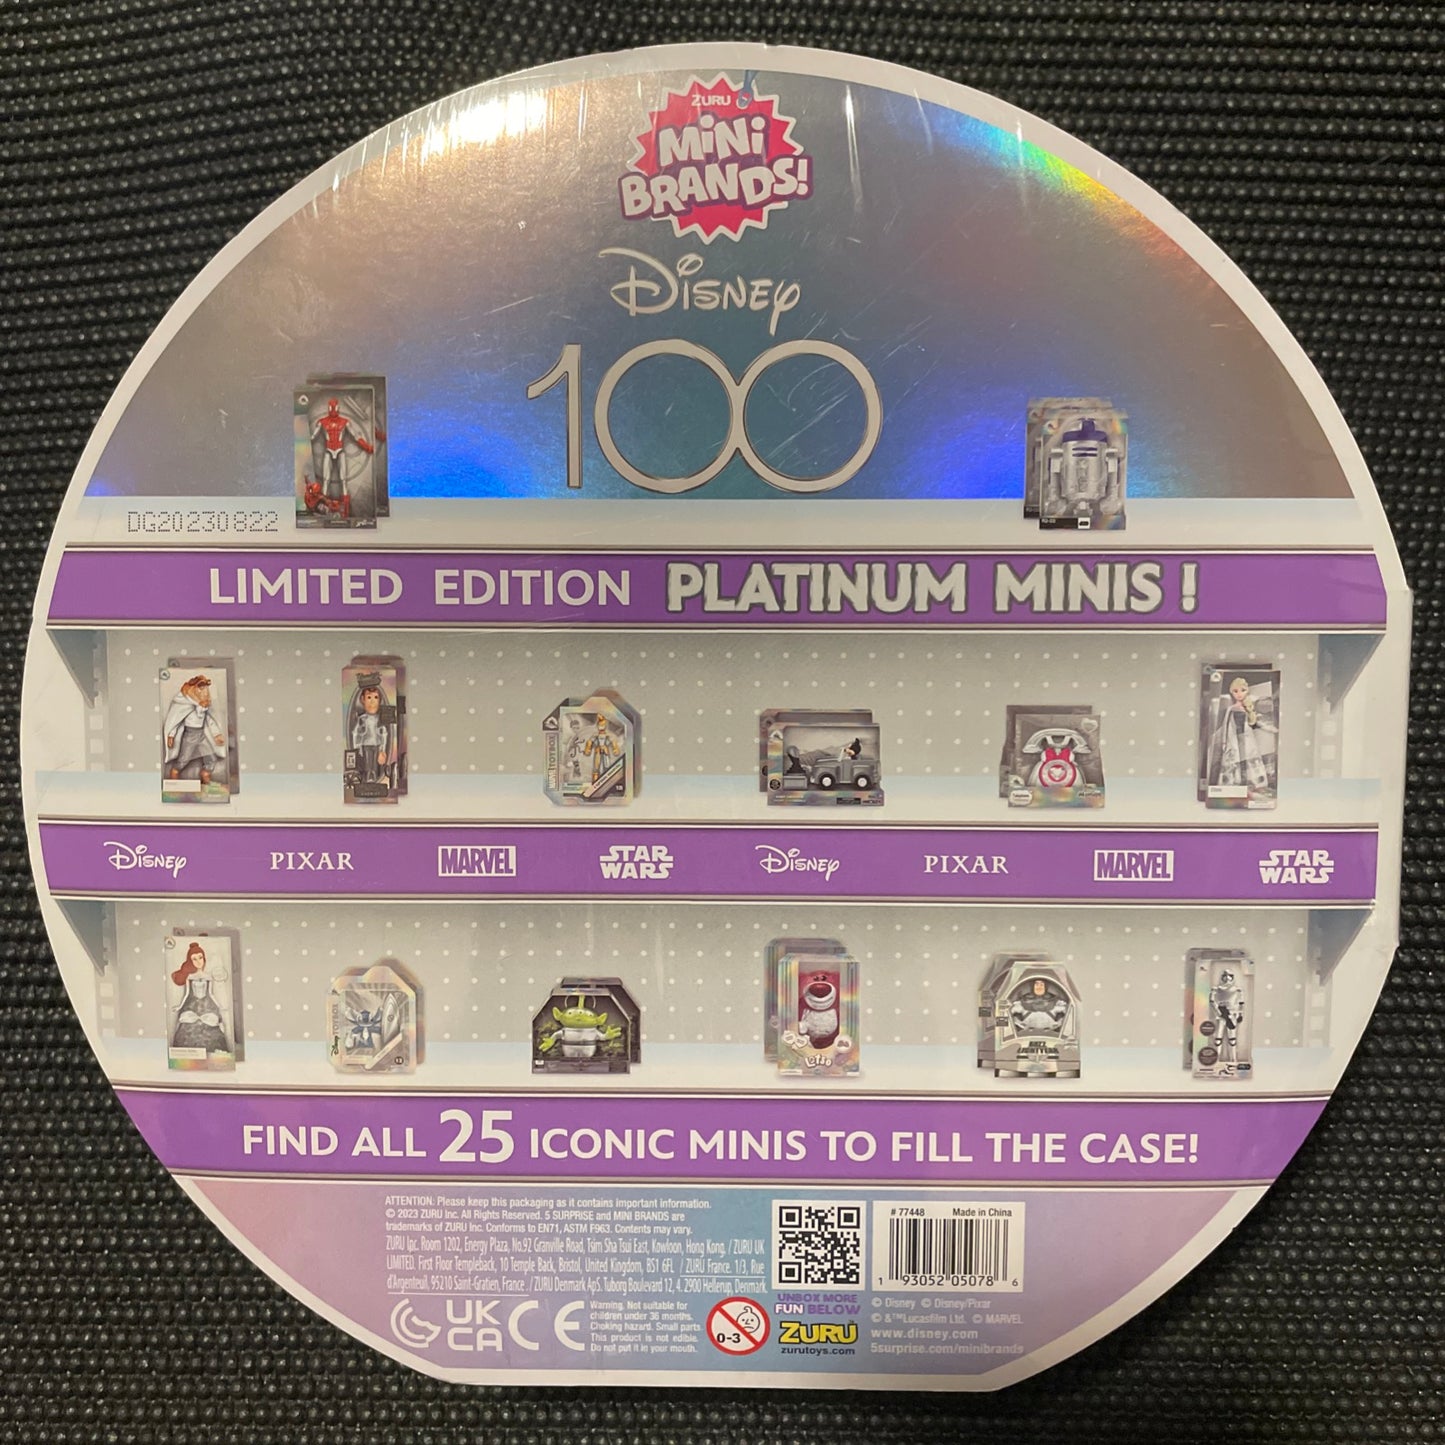 ZURU
MiNi
BRANDS!
Disney
100
DG20230822
LIMITED EDITION PLATINUM MINIS!
Disney PIXAR MARVEL STAR WARS Disney PIXAR MARVEL STAR WARS
Lotso
BUZZ LIGHTYEAR
FIND ALL 25 ICONIC MINIS TO FILL THE CASE!
ATTENTION: Please keep this packaging as it contains important information.
© 2023 ZURU Inc. All Rights Reserved. 5 SURPRISE and MINI BRANDS are
trademarks of ZURU Inc. Conforms to EN71, ASTM F963. Contents may vary.
ZURU Inc. Room 1202, Energy Plaza, No.92 Granville Road, Tsim Sha Tsui East, Kowloon, Hong Kong. / ZURU UK
LIMITED. First Floor Templeback, 10 Temple Back, Bristol, United Kingdom, BS1 6FL / ZURU France. 1/3, Rue
d'Argenteuil, 95210 Saint-Gratien, France / ZURU Denmark ApS. Tuborg Boulevard 12, 4. 2900 Hellerup, Denmark.
UK
CA
CE
Warning. Not suitable for
children under 36 months.
Choking hazard. Small parts
This product is not edible.
Do not put it in your mouth.
0-3
UNBOX MORE
FUN BELOW
ZURU
zurutoys.com
# 77448 Made in China
1 93052 05078 6
© Disney © Disney/Pixar
© &™Lucasfilm Ltd. © MARVEL
www.disney.com
5surprise.com/minibrands